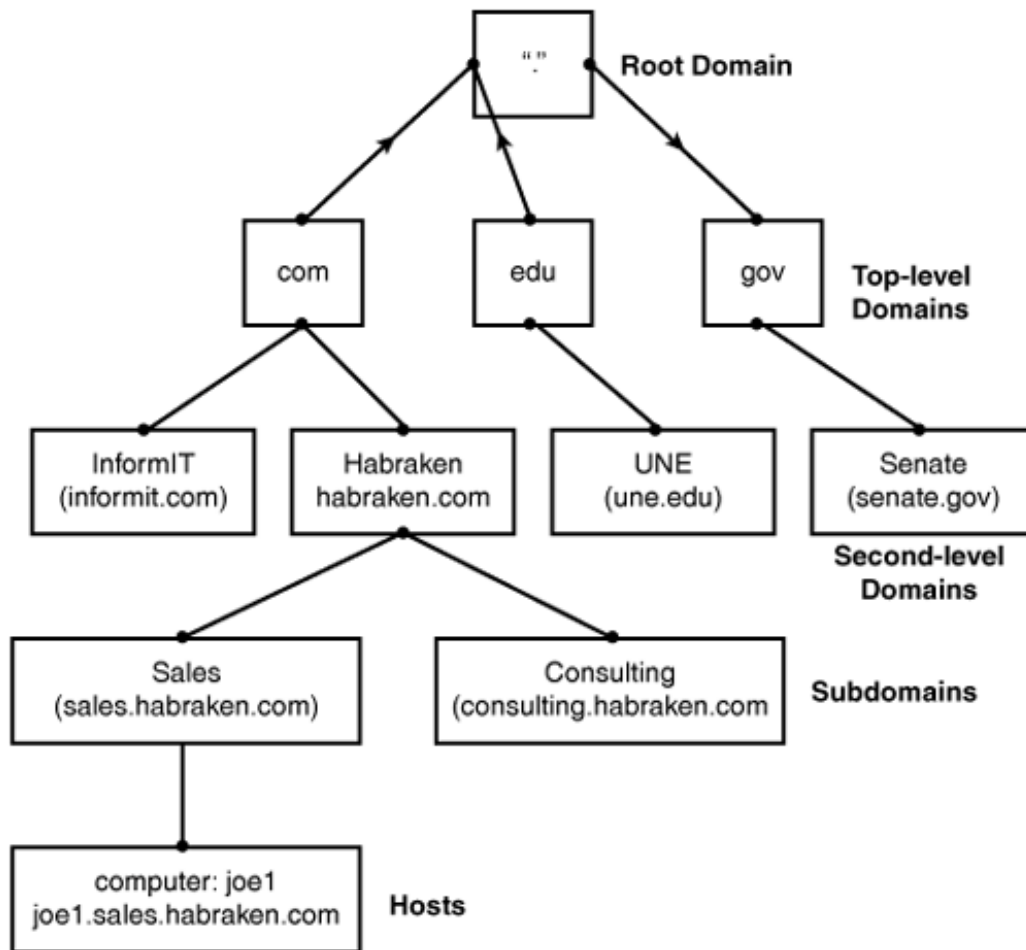 “.”
Root Domain
com
edu
gov
Top-level
Domains
InformIT
(informit.com)
Habraken
habraken.com
UNE
(une.edu)
Senate
(senate.gov)
Second-level
Domains
Sales
(sales.habraken.com)
Consulting
(consulting.habraken.com
Subdomains
computer: joe1
joe1.sales.habraken.com
Hosts